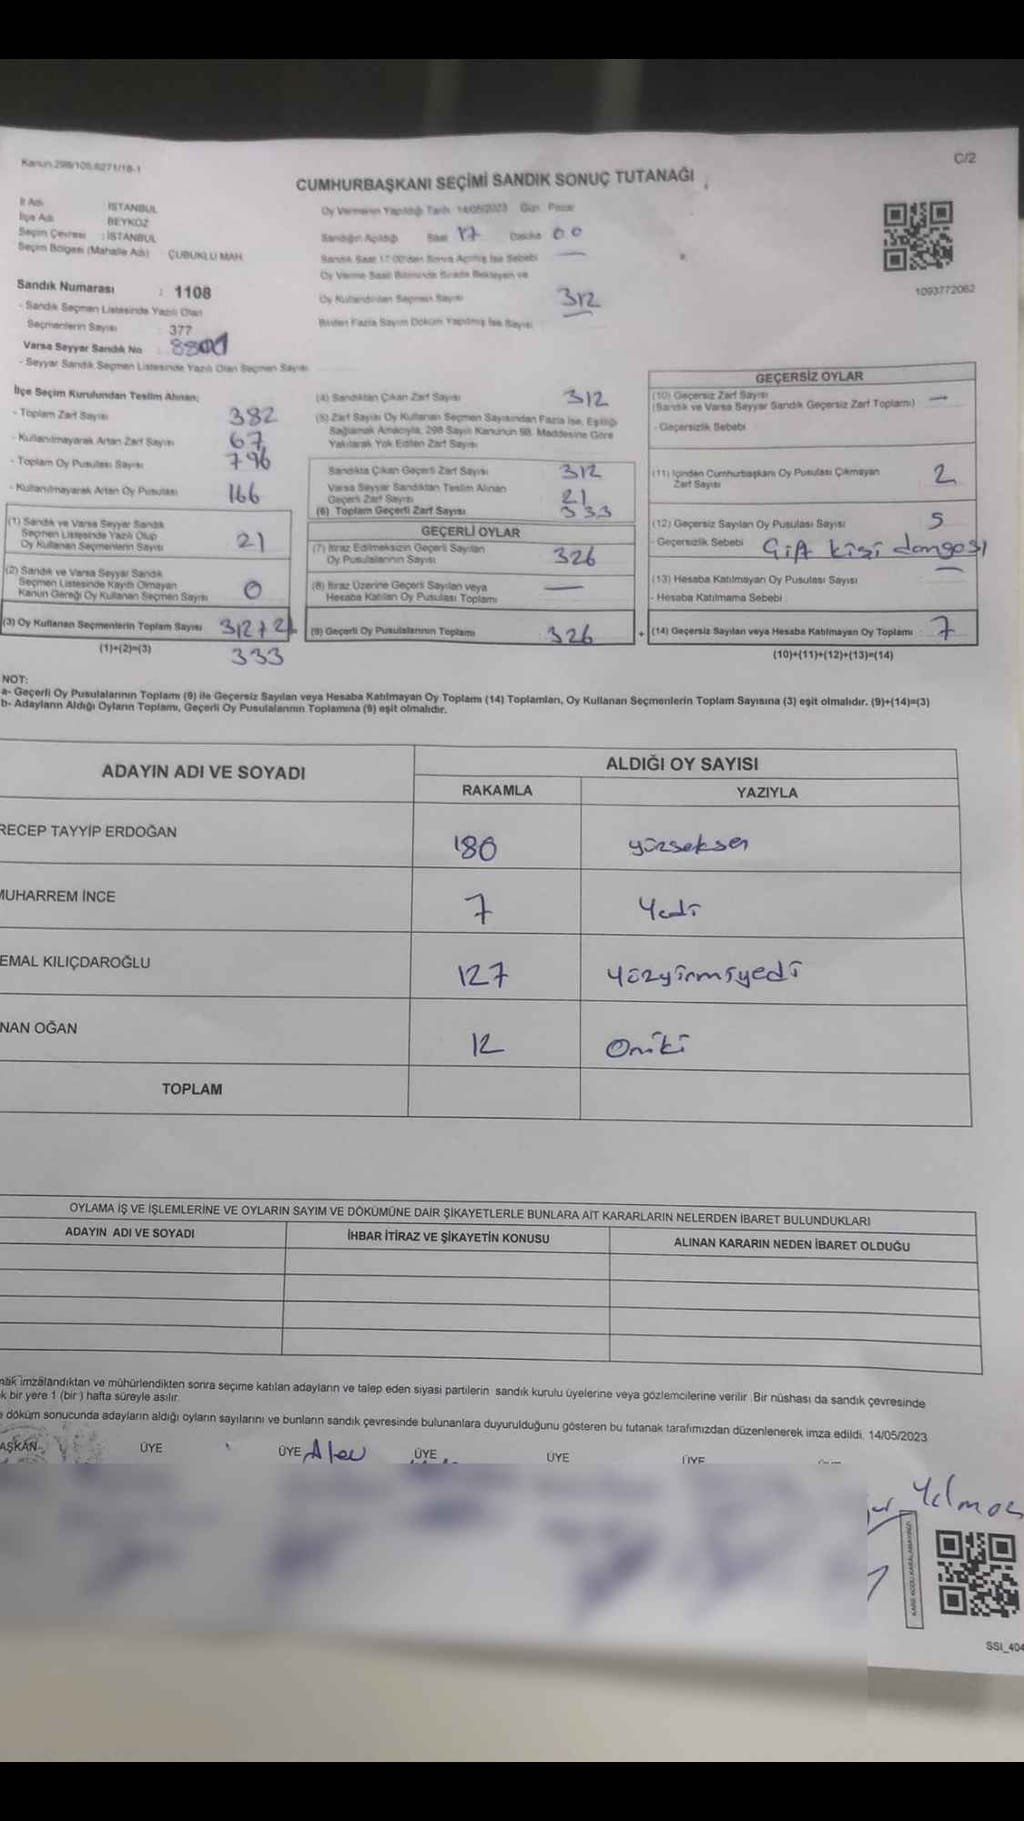 Kanun.298/105,6271/18-1
C/2
CUMHURBAŞKANI SEÇİMİ SANDIK SONUÇ TUTANAĞI
İl Adı : İSTANBUL
İlçe Adı BEYKOZ
Seçim Çevresi : İSTANBUL
Seçim Bölgesi (Mahalle Adı) ÇUBUKLU MAH.
Sandık Numarası : 1108
- Sandık Seçmen Listesinde Yazılı Olan
Seçmenlerin Sayısı : 377
Varsa Seyyar Sandık No
- Seyyar Sandık Seçmen Listesinde Yazılı Olan Seçmen Sayısı
Oy Vermenin Yapıldığı Tarih 14/05/2023 Gün Pazar
Sandığın Açıldığı Saat 17 Dakika 00
Sandık Saat 17:00'den Sonra Açılmış İse Sebebi —
Oy Verme Saati Bitiminde Sırada Bekleyen ve
Oy Kullandırılan Seçmen Sayısı 312
Birden Fazla Sayım Döküm Yapılmış İse Sayısı
1093772062
İlçe Seçim Kurulundan Teslim Alınan;
- Toplam Zarf Sayısı 382
- Kullanılmayarak Artan Zarf Sayısı 67
- Toplam Oy Pusulası Sayısı 796
- Kullanılmayarak Artan Oy Pusulası 166
(1) Sandık ve Varsa Seyyar Sandık
Seçmen Listesinde Yazılı Olup
Oy Kullanan Seçmenlerin Sayısı 21
(2) Sandık ve Varsa Seyyar Sandık
Seçmen Listesinde Kayıtlı Olmayan
Kanun Gereği Oy Kullanan Seçmen Sayısı 0
(3) Oy Kullanan Seçmenlerin Toplam Sayısı 312+21
(1)+(2)=(3) 333
(4) Sandıktan Çıkan Zarf Sayısı 312
(5) Zarf Sayısı Oy Kullanan Seçmen Sayısından Fazla İse, Eşitliği
Sağlamak Amacıyla, 298 Sayılı Kanunun 98. Maddesine Göre
Yakılarak Yok Edilen Zarf Sayısı
Sandıkta Çıkan Geçerli Zarf Sayısı 312
Varsa Seyyar Sandıktan Teslim Alınan
Geçerli Zarf Sayısı 21
(6) Toplam Geçerli Zarf Sayısı 333
GEÇERLİ OYLAR
(7) İtiraz Edilmeksizin Geçerli Sayılan
Oy Pusulalarının Sayısı 326
(8) İtiraz Üzerine Geçerli Sayılan veya
Hesaba Katılan Oy Pusulası Toplamı —
(9) Geçerli Oy Pusulalarının Toplamı 326 +
GEÇERSİZ OYLAR
(10) Geçersiz Zarf Sayısı
(Sandık ve Varsa Seyyar Sandık Geçersiz Zarf Toplamı) —
- Geçersizlik Sebebi
(11) İçinden Cumhurbaşkanı Oy Pusulası Çıkmayan
Zarf Sayısı 2
(12) Geçersiz Sayılan Oy Pusulası Sayısı 5
- Geçersizlik Sebebi Çift kişi
(13) Hesaba Katılmayan Oy Pusulası Sayısı —
- Hesaba Katılmama Sebebi
(14) Geçersiz Sayılan veya Hesaba Katılmayan Oy Toplamı 7
(10)+(11)+(12)+(13)=(14)
NOT:
a- Geçerli Oy Pusulalarının Toplamı (9) ile Geçersiz Sayılan veya Hesaba Katılmayan Oy Toplamı (14) Toplamları, Oy Kullanan Seçmenlerin Toplam Sayısına (3) eşit olmalıdır. (9)+(14)=(3)
b- Adayların Aldığı Oyların Toplamı, Geçerli Oy Pusulalarının Toplamına (9) eşit olmalıdır.
ADAYIN ADI VE SOYADI
ALDIĞI OY SAYISI
RAKAMLA YAZIYLA
RECEP TAYYİP ERDOĞAN 180 yüzseksen
MUHARREM İNCE 7 Yedi
EMAL KILIÇDAROĞLU 127 yüzyirmiyedi
NAN OĞAN 12 Oniki
TOPLAM
OYLAMA İŞ VE İŞLEMLERİNE VE OYLARIN SAYIM VE DÖKÜMÜNE DAİR ŞİKAYETLERLE BUNLARA AİT KARARLARIN NELERDEN İBARET BULUNDUKLARI
ADAYIN ADI VE SOYADI İHBAR İTİRAZ VE ŞİKAYETİN KONUSU ALINAN KARARIN NEDEN İBARET OLDUĞU
nak imzalandıktan ve mühürlendikten sonra seçime katılan adayların ve talep eden siyasi partilerin sandık kurulu üyelerine veya gözlemcilerine verilir .Bir nüshası da sandık çevresinde
k bir yere 1 (bir ) hafta süreyle asılır.
döküm sonucunda adayların aldığı oyların sayılarını ve bunların sandık çevresinde bulunanlara duyurulduğunu gösteren bu tutanak tarafımızdan düzenlenerek imza edildi. 14/05/2023
AŞKAN ÜYE ÜYE ÜYE ÜYE ÜYE
Yılmaz
SSI_404